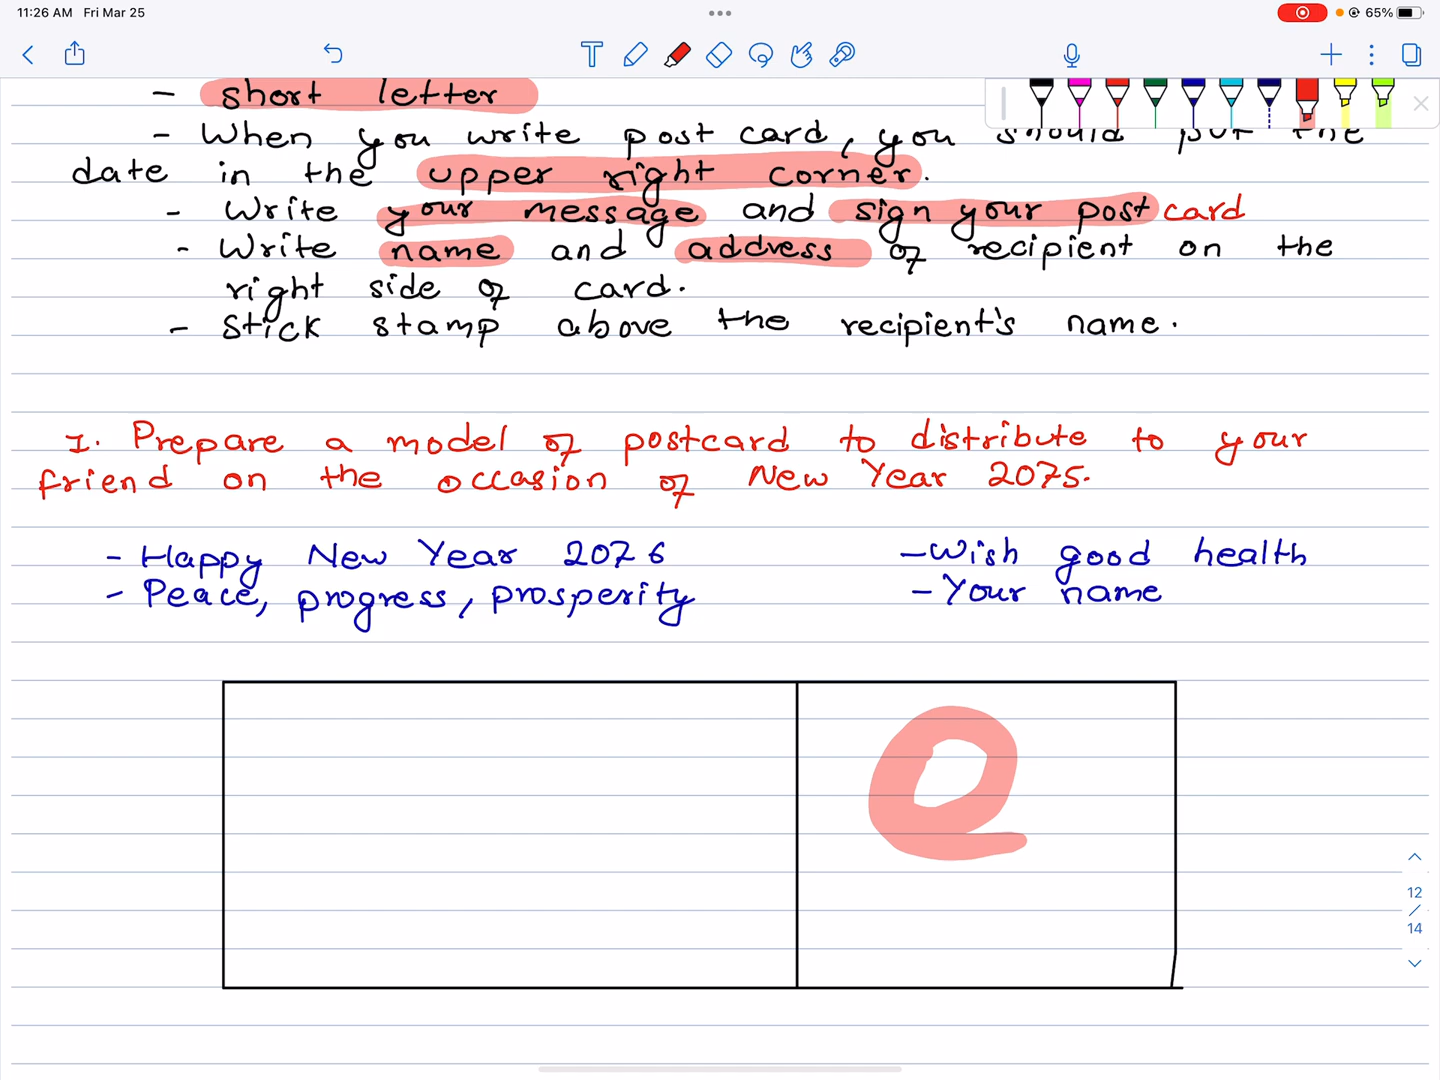 11:26 AM Fri Mar 25
65%
- short letter
- When you write post card, you should put the
date in the upper right corner.
- Write your message and sign your post card
- Write name and address of recipient on the
right side of card.
- Stick stamp above the recipient's name.
1. Prepare a model of postcard to distribute to your
friend on the occasion of New Year 2075.
- Happy New Year 2076
- Peace, progress, prosperity
- Wish good health
- Your name
12
/
14